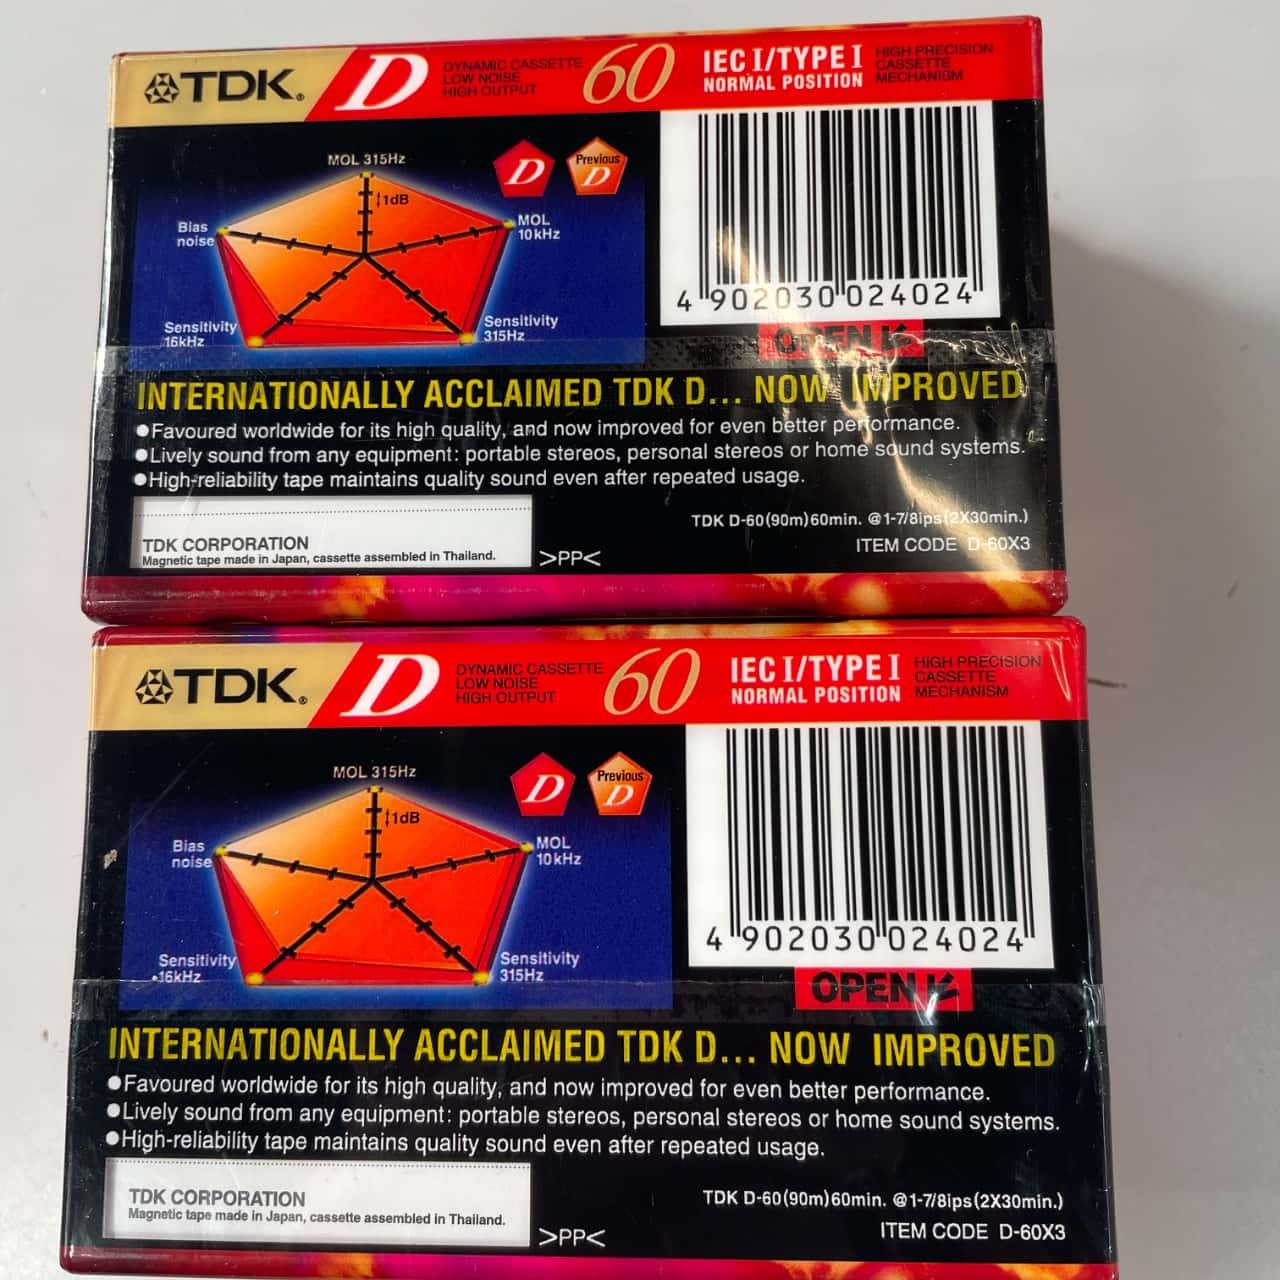 TDK D DYNAMIC CASSETTE 60 IEC I/TYPE I HIGH PRECISION
LOW NOISE NORMAL POSITION CASSETTE
HIGH OUTPUT MECHANISM
MOL 315Hz
D
Previous
D
1dB
Bias
noise
MOL
10kHz
Sensitivity
16kHz
Sensitivity
315Hz
4 902030 024024
OPEN
INTERNATIONALLY ACCLAIMED TDK D... NOW IMPROVED
●Favoured worldwide for its high quality, and now improved for even better performance.
●Lively sound from any equipment: portable stereos, personal stereos or home sound systems.
●High-reliability tape maintains quality sound even after repeated usage.
TDK D-60(90m)60min. @1-7/8ips(2X30min.)
ITEM CODE D-60X3
TDK CORPORATION
Magnetic tape made in Japan, cassette assembled in Thailand.
>PP<
TDK D DYNAMIC CASSETTE 60 IEC I/TYPE I HIGH PRECISION
LOW NOISE NORMAL POSITION CASSETTE
HIGH OUTPUT MECHANISM
MOL 315Hz
D
Previous
D
1dB
Bias
noise
MOL
10kHz
Sensitivity
16kHz
Sensitivity
315Hz
4 902030 024024
OPEN
INTERNATIONALLY ACCLAIMED TDK D... NOW IMPROVED
●Favoured worldwide for its high quality, and now improved for even better performance.
●Lively sound from any equipment: portable stereos, personal stereos or home sound systems.
●High-reliability tape maintains quality sound even after repeated usage.
TDK D-60(90m)60min. @1-7/8ips(2X30min.)
ITEM CODE D-60X3
TDK CORPORATION
Magnetic tape made in Japan, cassette assembled in Thailand.
>PP<